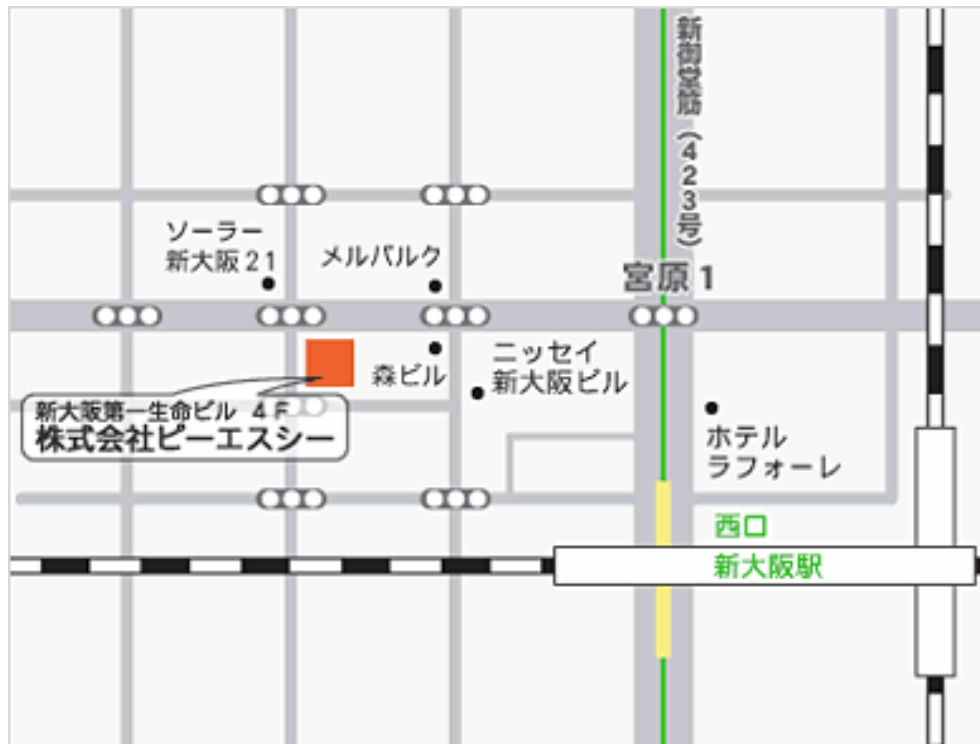 新御堂筋（423号）
ソーラー
新大阪21
メルパルク
宮原1
森ビル
ニッセイ
新大阪ビル
新大阪第一生命ビル 4F
株式会社ピーエスシー
ホテル
ラフォーレ
西口
新大阪駅